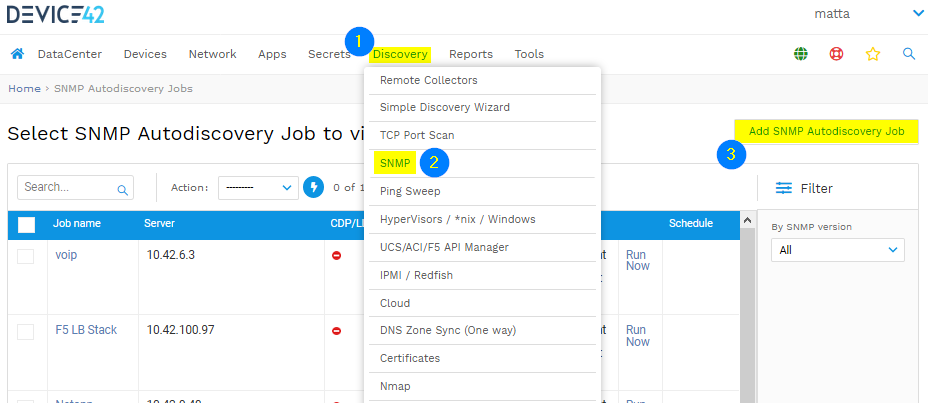 DEVICE42
matta
DataCenter Devices Network Apps Secrets 1 Discovery Reports Tools
Home › SNMP Autodiscovery Jobs
Remote Collectors
Simple Discovery Wizard
TCP Port Scan
SNMP 2
Ping Sweep
HyperVisors / *nix / Windows
UCS/ACI/F5 API Manager
IPMI / Redfish
Cloud
DNS Zone Sync (One way)
Certificates
Nmap
Select SNMP Autodiscovery Job to vi
Add SNMP Autodiscovery Job
3
Search...
Action: ---------
0 of 1
Filter
By SNMP version
All
Job name Server CDP/L Schedule
voip 10.42.6.3 Run
Now
F5 LB Stack 10.42.100.97 Run
Now